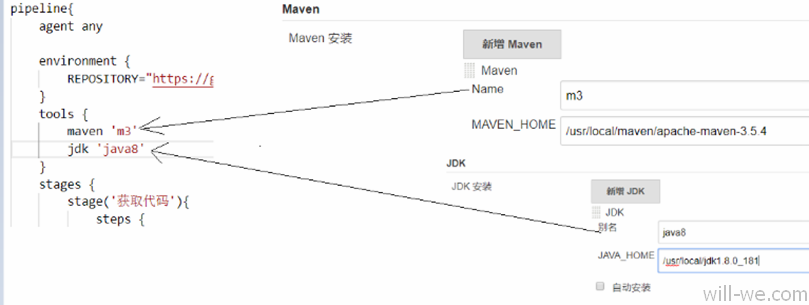 pipeline{
agent any
environment {
REPOSITORY="https://g
}
tools {
maven 'm3'
jdk 'java8'
}
stages {
stage('获取代码'){
steps {
Maven
Maven 安装
新增 Maven
Maven
Name
m3
MAVEN_HOME
/usr/local/maven/apache-maven-3.5.4
JDK
JDK 安装
新增 JDK
JDK
别名
java8
JAVA_HOME
/usr/local/jdk1.8.0_181
自动安装
will-we.com